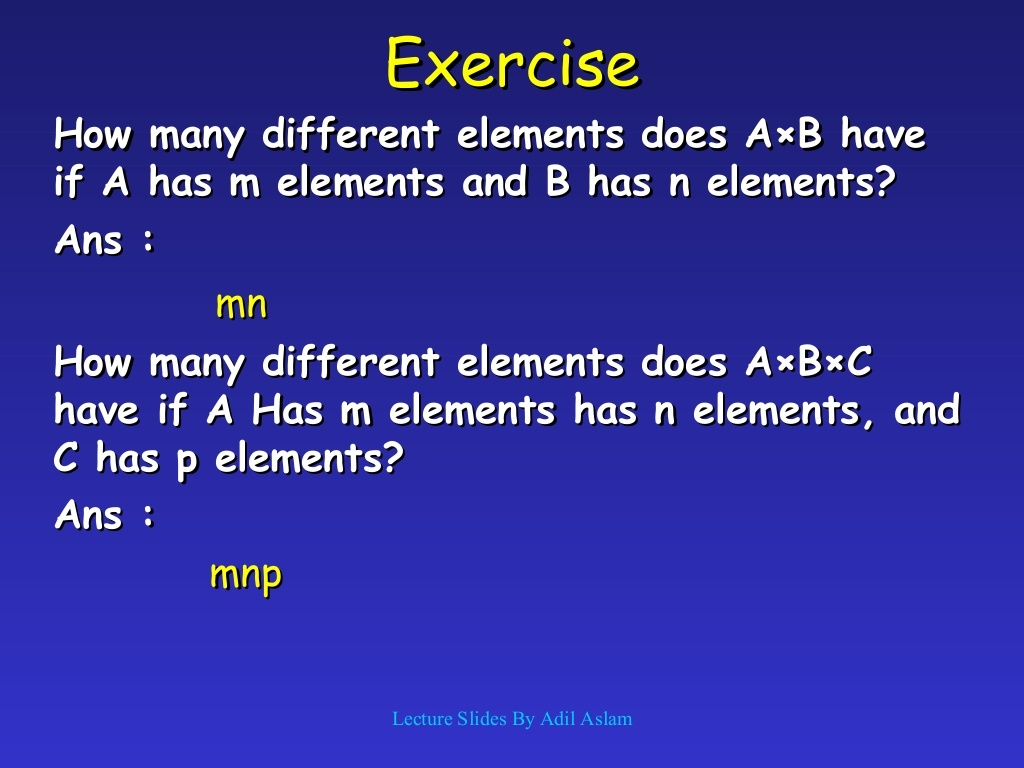 Exercise
How many different elements does A×B have
if A has m elements and B has n elements?
Ans :
mn
How many different elements does A×B×C
have if A Has m elements has n elements, and
C has p elements?
Ans :
mnp
Lecture Slides By Adil Aslam